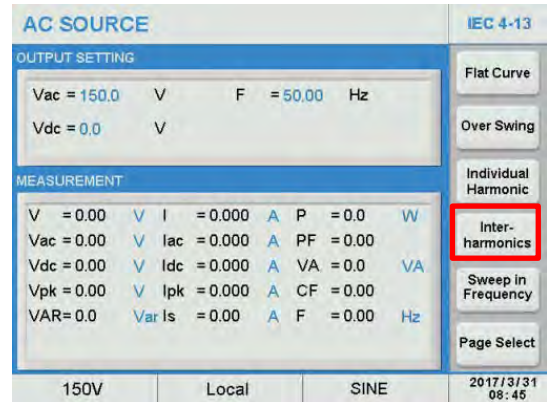 AC SOURCE
IEC 4-13
OUTPUT SETTING
Vac = 150.0 V F = 50.00 Hz
Vdc = 0.0 V
MEASUREMENT
V = 0.00 V I = 0.000 A P = 0.0 W
Vac = 0.00 V Iac = 0.000 A PF = 0.00
Vdc = 0.00 V Idc = 0.000 A VA = 0.0 VA
Vpk = 0.00 V Ipk = 0.000 A CF = 0.00
VAR= 0.0 Var Is = 0.00 A F = 0.00 Hz
Flat Curve
Over Swing
Individual
Harmonic
Inter-
harmonics
Sweep in
Frequency
Page Select
150V Local SINE
2017/3/31
08:45